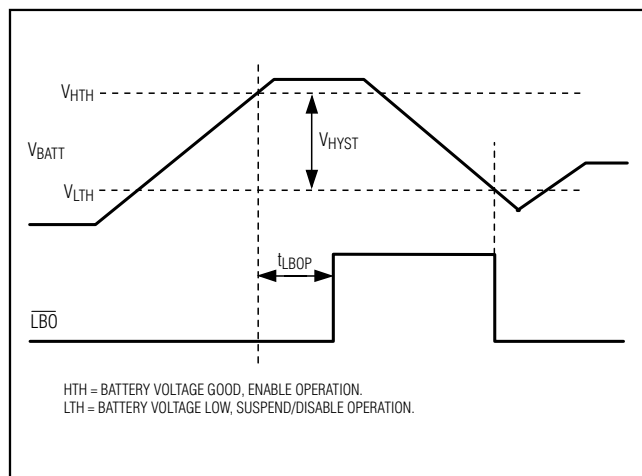 VHTH
VHYST
VBATT
VLTH
tLBOP
LBO
HTH = BATTERY VOLTAGE GOOD, ENABLE OPERATION.
LTH = BATTERY VOLTAGE LOW, SUSPEND/DISABLE OPERATION.